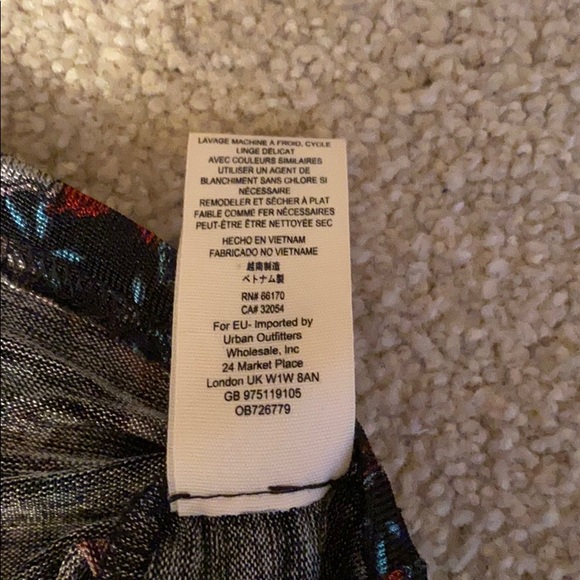 LAVAGE MACHINE À FROID, CYCLE
LINGE DÉLICAT
AVEC COULEURS SIMILAIRES
UTILISER UN AGENT DE
BLANCHIMENT SANS CHLORE SI
NÉCESSAIRE
REMODELER ET SÉCHER À PLAT
FAIBLE COMME FER NÉCESSAIRE
PEUT-ÊTRE ÊTRE NETTOYÉE SEC
HECHO EN VIETNAM
FABRICADO NO VIETNAME
越南制造
ベトナム製
RN# 66170
CA# 32054
For EU- Imported by
Urban Outfitters
Wholesale, Inc
24 Market Place
London UK W1W 8AN
GB 975119105
OB726779